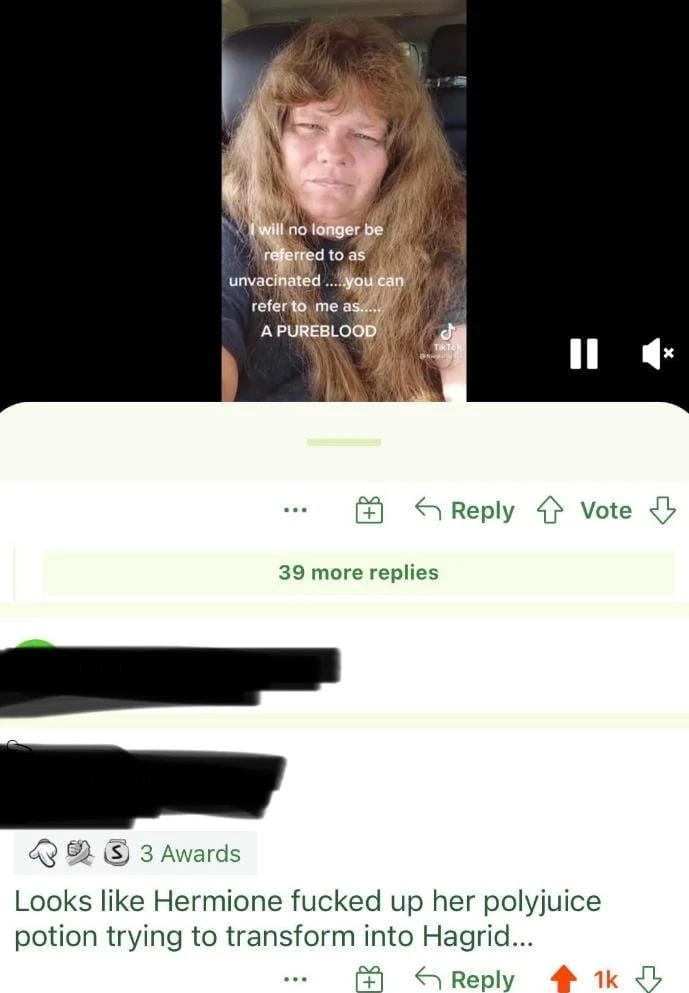 I will no longer be
referred to as
unvacinated .....you can
refer to me as.....
A PUREBLOOD
TikTok
... Reply Vote
39 more replies
S 3 Awards
Looks like Hermione fucked up her polyjuice
potion trying to transform into Hagrid...
... Reply 1k